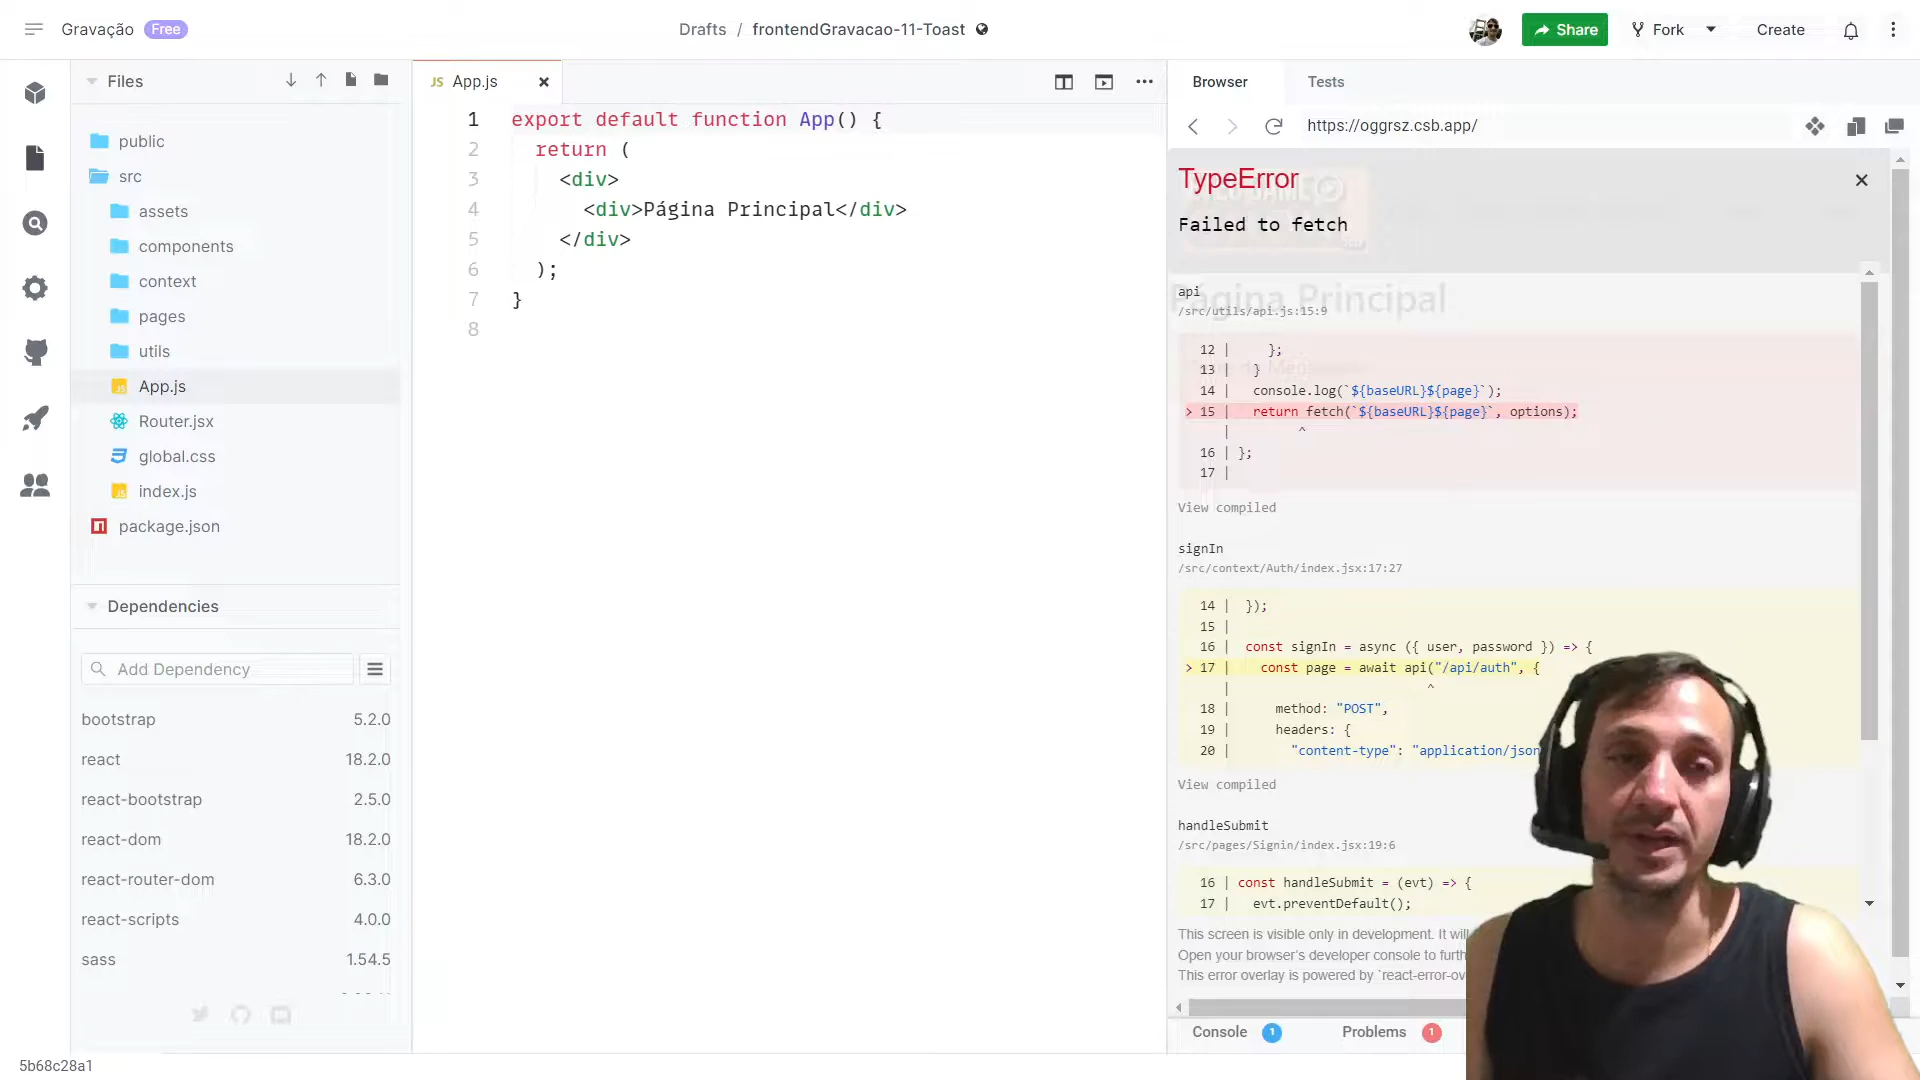 Gravação Free
Drafts / frontendGravacao-11-Toast
Share
Fork
Create
Files
public
src
assets
components
context
pages
utils
App.js
Router.jsx
global.css
index.js
package.json
Dependencies
Add Dependency
bootstrap 5.2.0
react 18.2.0
react-bootstrap 2.5.0
react-dom 18.2.0
react-router-dom 6.3.0
react-scripts 4.0.0
sass 1.54.5
5b68c28a1
JS App.js
1 export default function App() {
2 return (
3 <div>
4 <div>Página Principal</div>
5 </div>
6 );
7 }
8
Browser
Tests
https://oggrsz.csb.app/
TypeError
Failed to fetch
Página Principal
api
/src/utils/api.js:15:9
12 | };
13 | }
14 | console.log(`${baseURL}${page}`);
> 15 | return fetch(`${baseURL}${page}`, options);
| ^
16 | };
17 |
View compiled
signIn
/src/context/Auth/index.jsx:17:27
14 | });
15 |
16 | const signIn = async ({ user, password }) => {
> 17 | const page = await api("/api/auth", {
| ^
18 | method: "POST",
19 | headers: {
20 | "content-type": "application/json
View compiled
handleSubmit
/src/pages/Signin/index.jsx:19:6
16 | const handleSubmit = (evt) => {
17 | evt.preventDefault();
This screen is visible only in development. It will
Open your browser's developer console to furth
This error overlay is powered by `react-error-ov
Console 1
Problems 1